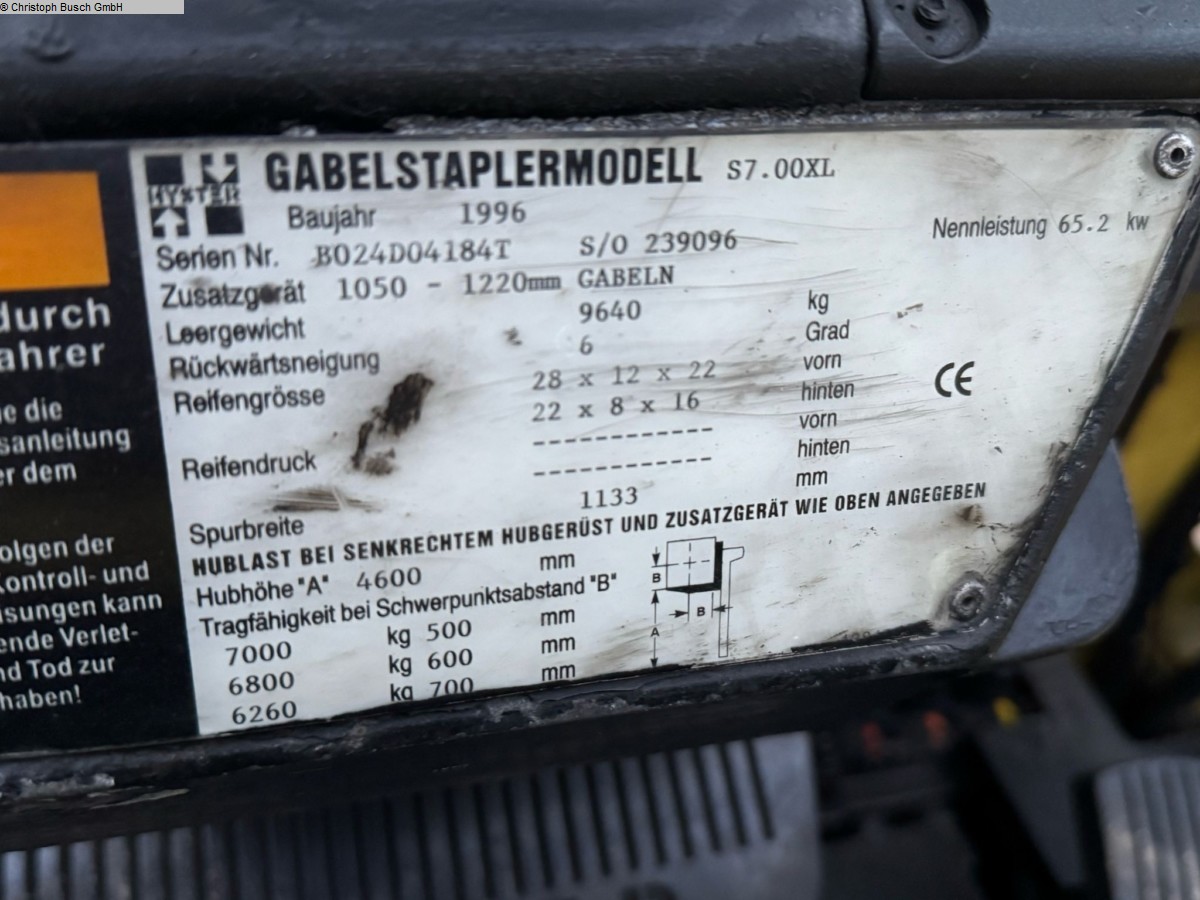 © Christoph Busch GmbH
HYSTER
GABELSTAPLERMODELL S7.00XL
Baujahr 1996
Nennleistung 65.2 kw
Serien Nr. B024D04184T S/O 239096
Zusatzgerät 1050 - 1220mm GABELN
Leergewicht 9640 kg
Rückwärtsneigung 6 Grad
Reifengrösse 28 x 12 x 22 vorn
22 x 8 x 16 hinten
Reifendruck ------------- vorn
------------- hinten
Spurbreite 1133 mm
HUBLAST BEI SENKRECHTEM HUBGERÜST UND ZUSATZGERÄT WIE OBEN ANGEGEBEN
Hubhöhe "A" 4600 mm
Tragfähigkeit bei Schwerpunktsabstand "B"
7000 kg 500 mm
6800 kg 600 mm
6260 kg 700 mm
B
B
A
CE
durch
ahrer
e die
sanleitung
er dem
olgen der
Kontroll- und
isungen kann
ende Verlet-
nd Tod zur
haben!